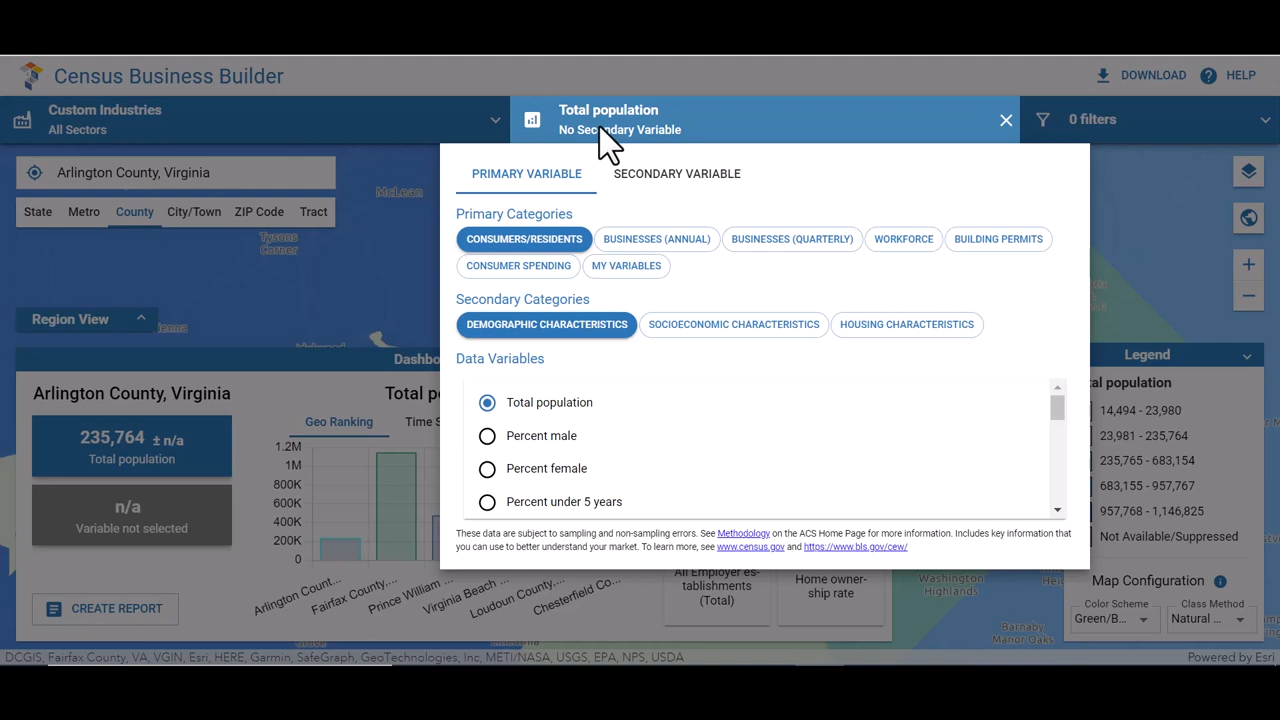 Census Business Builder
DOWNLOAD
HELP
Custom Industries
All Sectors
Total population
No Secondary Variable
0 filters
Arlington County, Virginia
State
Metro
County
City/Town
ZIP Code
Tract
McLean
Tysons
Corner
Region View
PRIMARY VARIABLE
SECONDARY VARIABLE
Primary Categories
CONSUMERS/RESIDENTS
BUSINESSES (ANNUAL)
BUSINESSES (QUARTERLY)
WORKFORCE
BUILDING PERMITS
CONSUMER SPENDING
MY VARIABLES
Secondary Categories
DEMOGRAPHIC CHARACTERISTICS
SOCIOECONOMIC CHARACTERISTICS
HOUSING CHARACTERISTICS
Data Variables
Total population
Percent male
Percent female
Percent under 5 years
These data are subject to sampling and non-sampling errors. See Methodology on the ACS Home Page for more information. Includes key information that
you can use to better understand your market. To learn more, see www.census.gov and https://www.bls.gov/cew/
Dashbo
Arlington County, Virginia
Total p
235,764 ± n/a
Total population
n/a
Variable not selected
CREATE REPORT
Geo Ranking
Time S
1.2M
1M
800K
600K
400K
200K
0
Arlington Count...
Fairfax County,...
Prince William ...
Virginia Beach ...
Loudoun County,...
Chesterfield Co...
All Employer es-
tablishments
(Total)
Home owner-
ship rate
Legend
al population
14,494 - 23,980
23,981 - 235,764
235,765 - 683,154
683,155 - 957,767
957,768 - 1,146,825
Not Available/Suppressed
Map Configuration
Color Scheme
Green/B...
Class Method
Natural ...
Washington
Highlands
Barnaby
Manor Oaks
DCGIS, Fairfax County, VA, VGIN, Esri, HERE, Garmin, SafeGraph, GeoTechnologies, Inc, METI/NASA, USGS, EPA, NPS, USDA
Powered by Esri